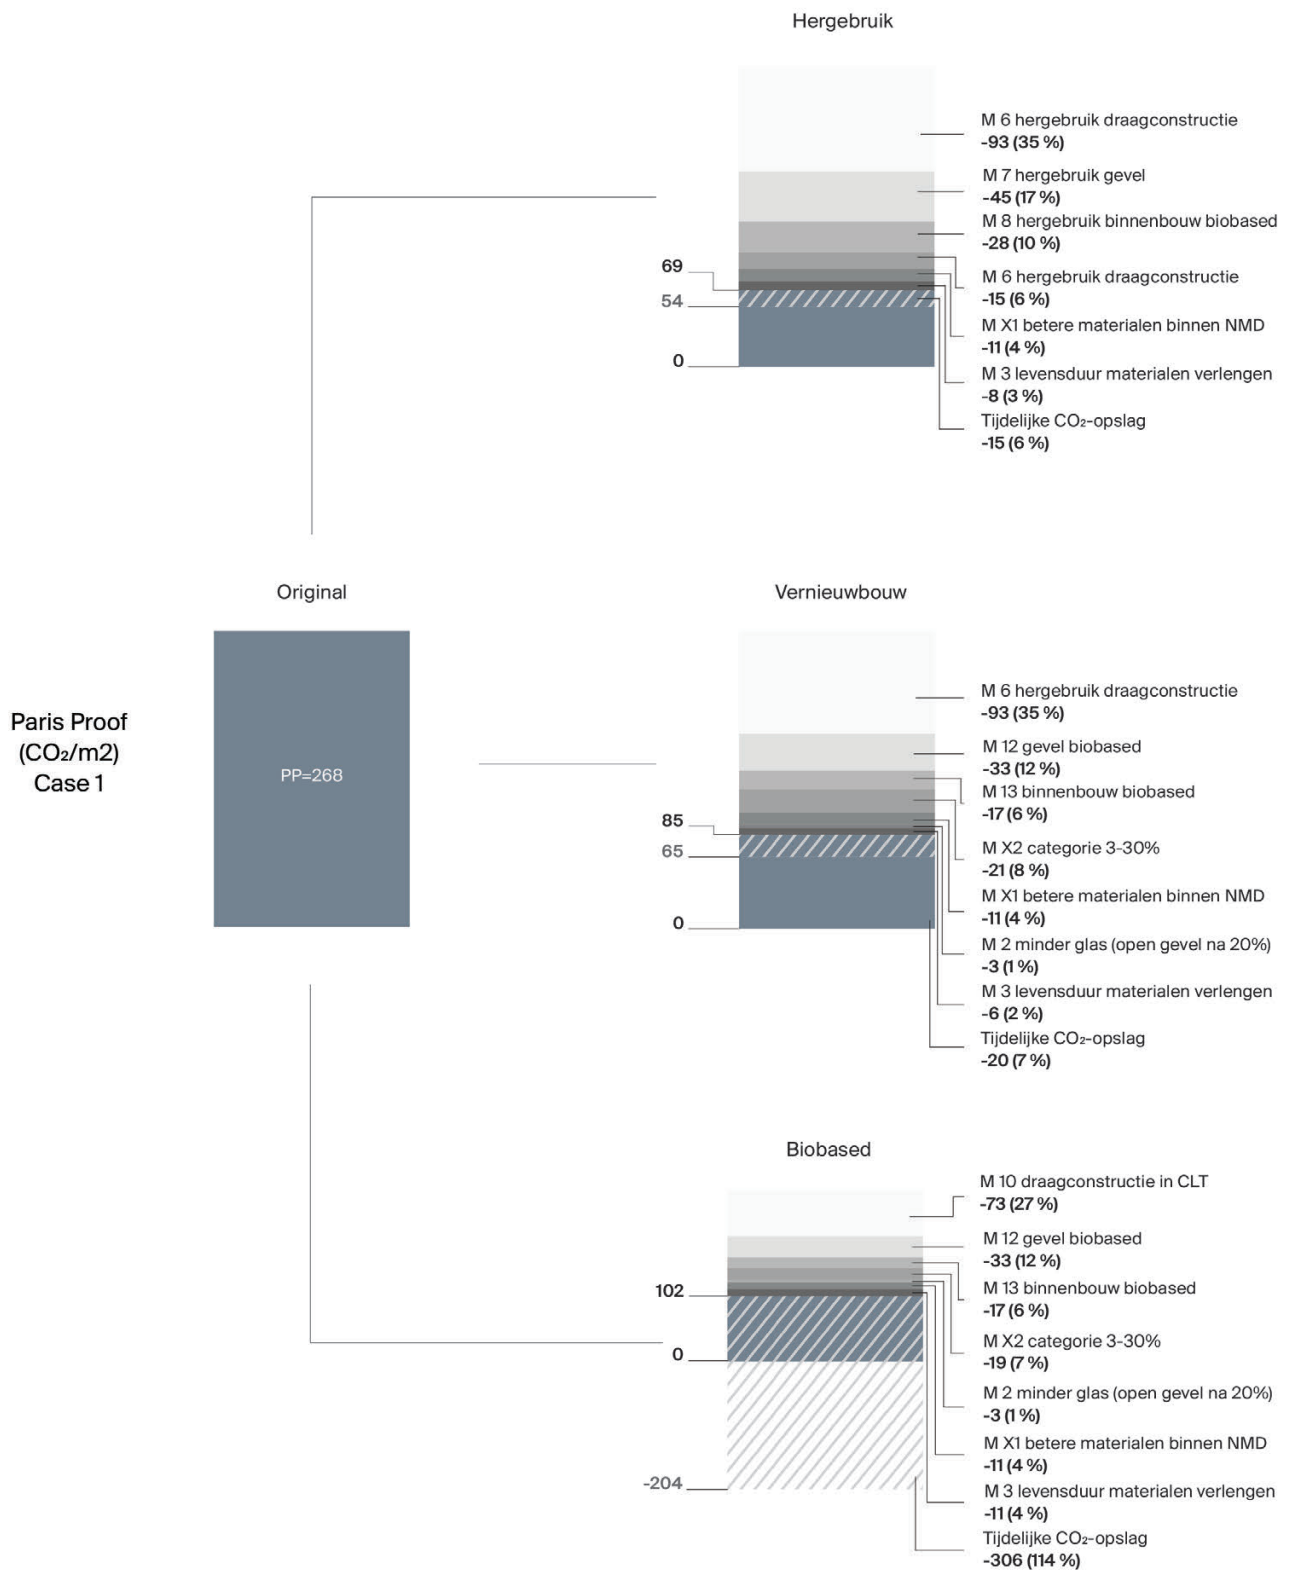 Hergebruik
M 6 hergebruik draagconstructie
-93 (35 %)
M 7 hergebruik gevel
-45 (17 %)
M 8 hergebruik binnenbouw biobased
-28 (10 %)
69
M 6 hergebruik draagconstructie
-15 (6 %)
54
M X1 betere materialen binnen NMD
-11 (4 %)
0
M 3 levensduur materialen verlengen
-8 (3 %)
Tijdelijke CO₂-opslag
-15 (6 %)
Original
PP=268
Paris Proof
(CO₂/m2)
Case 1
Vernieuwbouw
M 6 hergebruik draagconstructie
-93 (35 %)
M 12 gevel biobased
-33 (12 %)
M 13 binnenbouw biobased
-17 (6 %)
85
65
M X2 categorie 3-30%
-21 (8 %)
M X1 betere materialen binnen NMD
-11 (4 %)
0
M 2 minder glas (open gevel na 20%)
-3 (1 %)
M 3 levensduur materialen verlengen
-6 (2 %)
Tijdelijke CO₂-opslag
-20 (7 %)
Biobased
M 10 draagconstructie in CLT
-73 (27 %)
M 12 gevel biobased
-33 (12 %)
102
M 13 binnenbouw biobased
-17 (6 %)
0
M X2 categorie 3-30%
-19 (7 %)
M 2 minder glas (open gevel na 20%)
-3 (1 %)
M X1 betere materialen binnen NMD
-11 (4 %)
-204
M 3 levensduur materialen verlengen
-11 (4 %)
Tijdelijke CO₂-opslag
-306 (114 %)